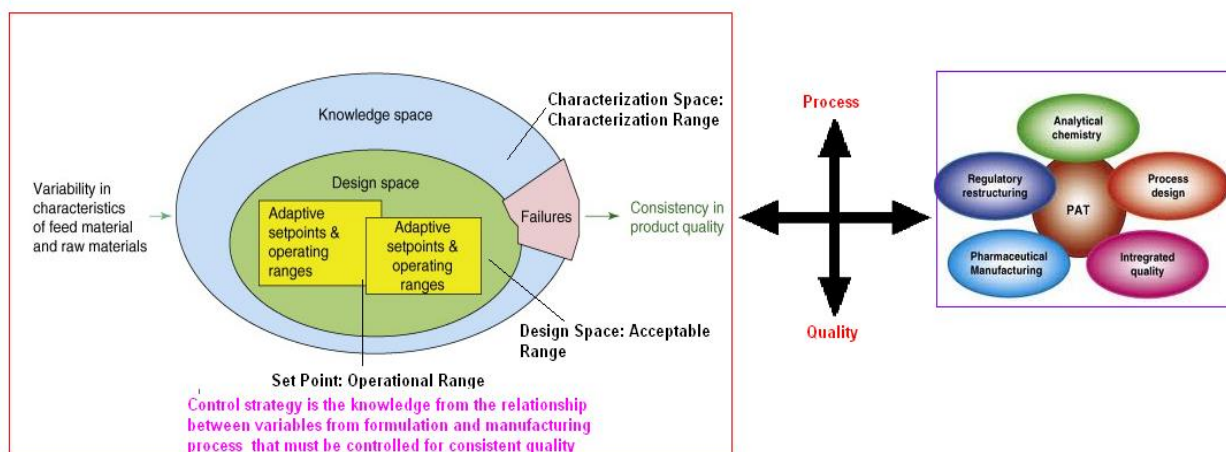 Knowledge space
Characterization Space:
Characterization Range
Variability in
characteristics
of feed material
and raw materials
Design space
Adaptive
setpoints &
operating
ranges
Adaptive
setpoints &
operating
ranges
Failures
Consistency in
product quality
Design Space: Acceptable
Range
Set Point: Operational Range
Control strategy is the knowledge from the relationship
between variables from formulation and manufacturing
process that must be controlled for consistent quality
Process
Quality
Analytical
chemistry
Regulatory
restructuring
Process
design
PAT
Pharmaceutical
Manufacturing
Intregrated
quality